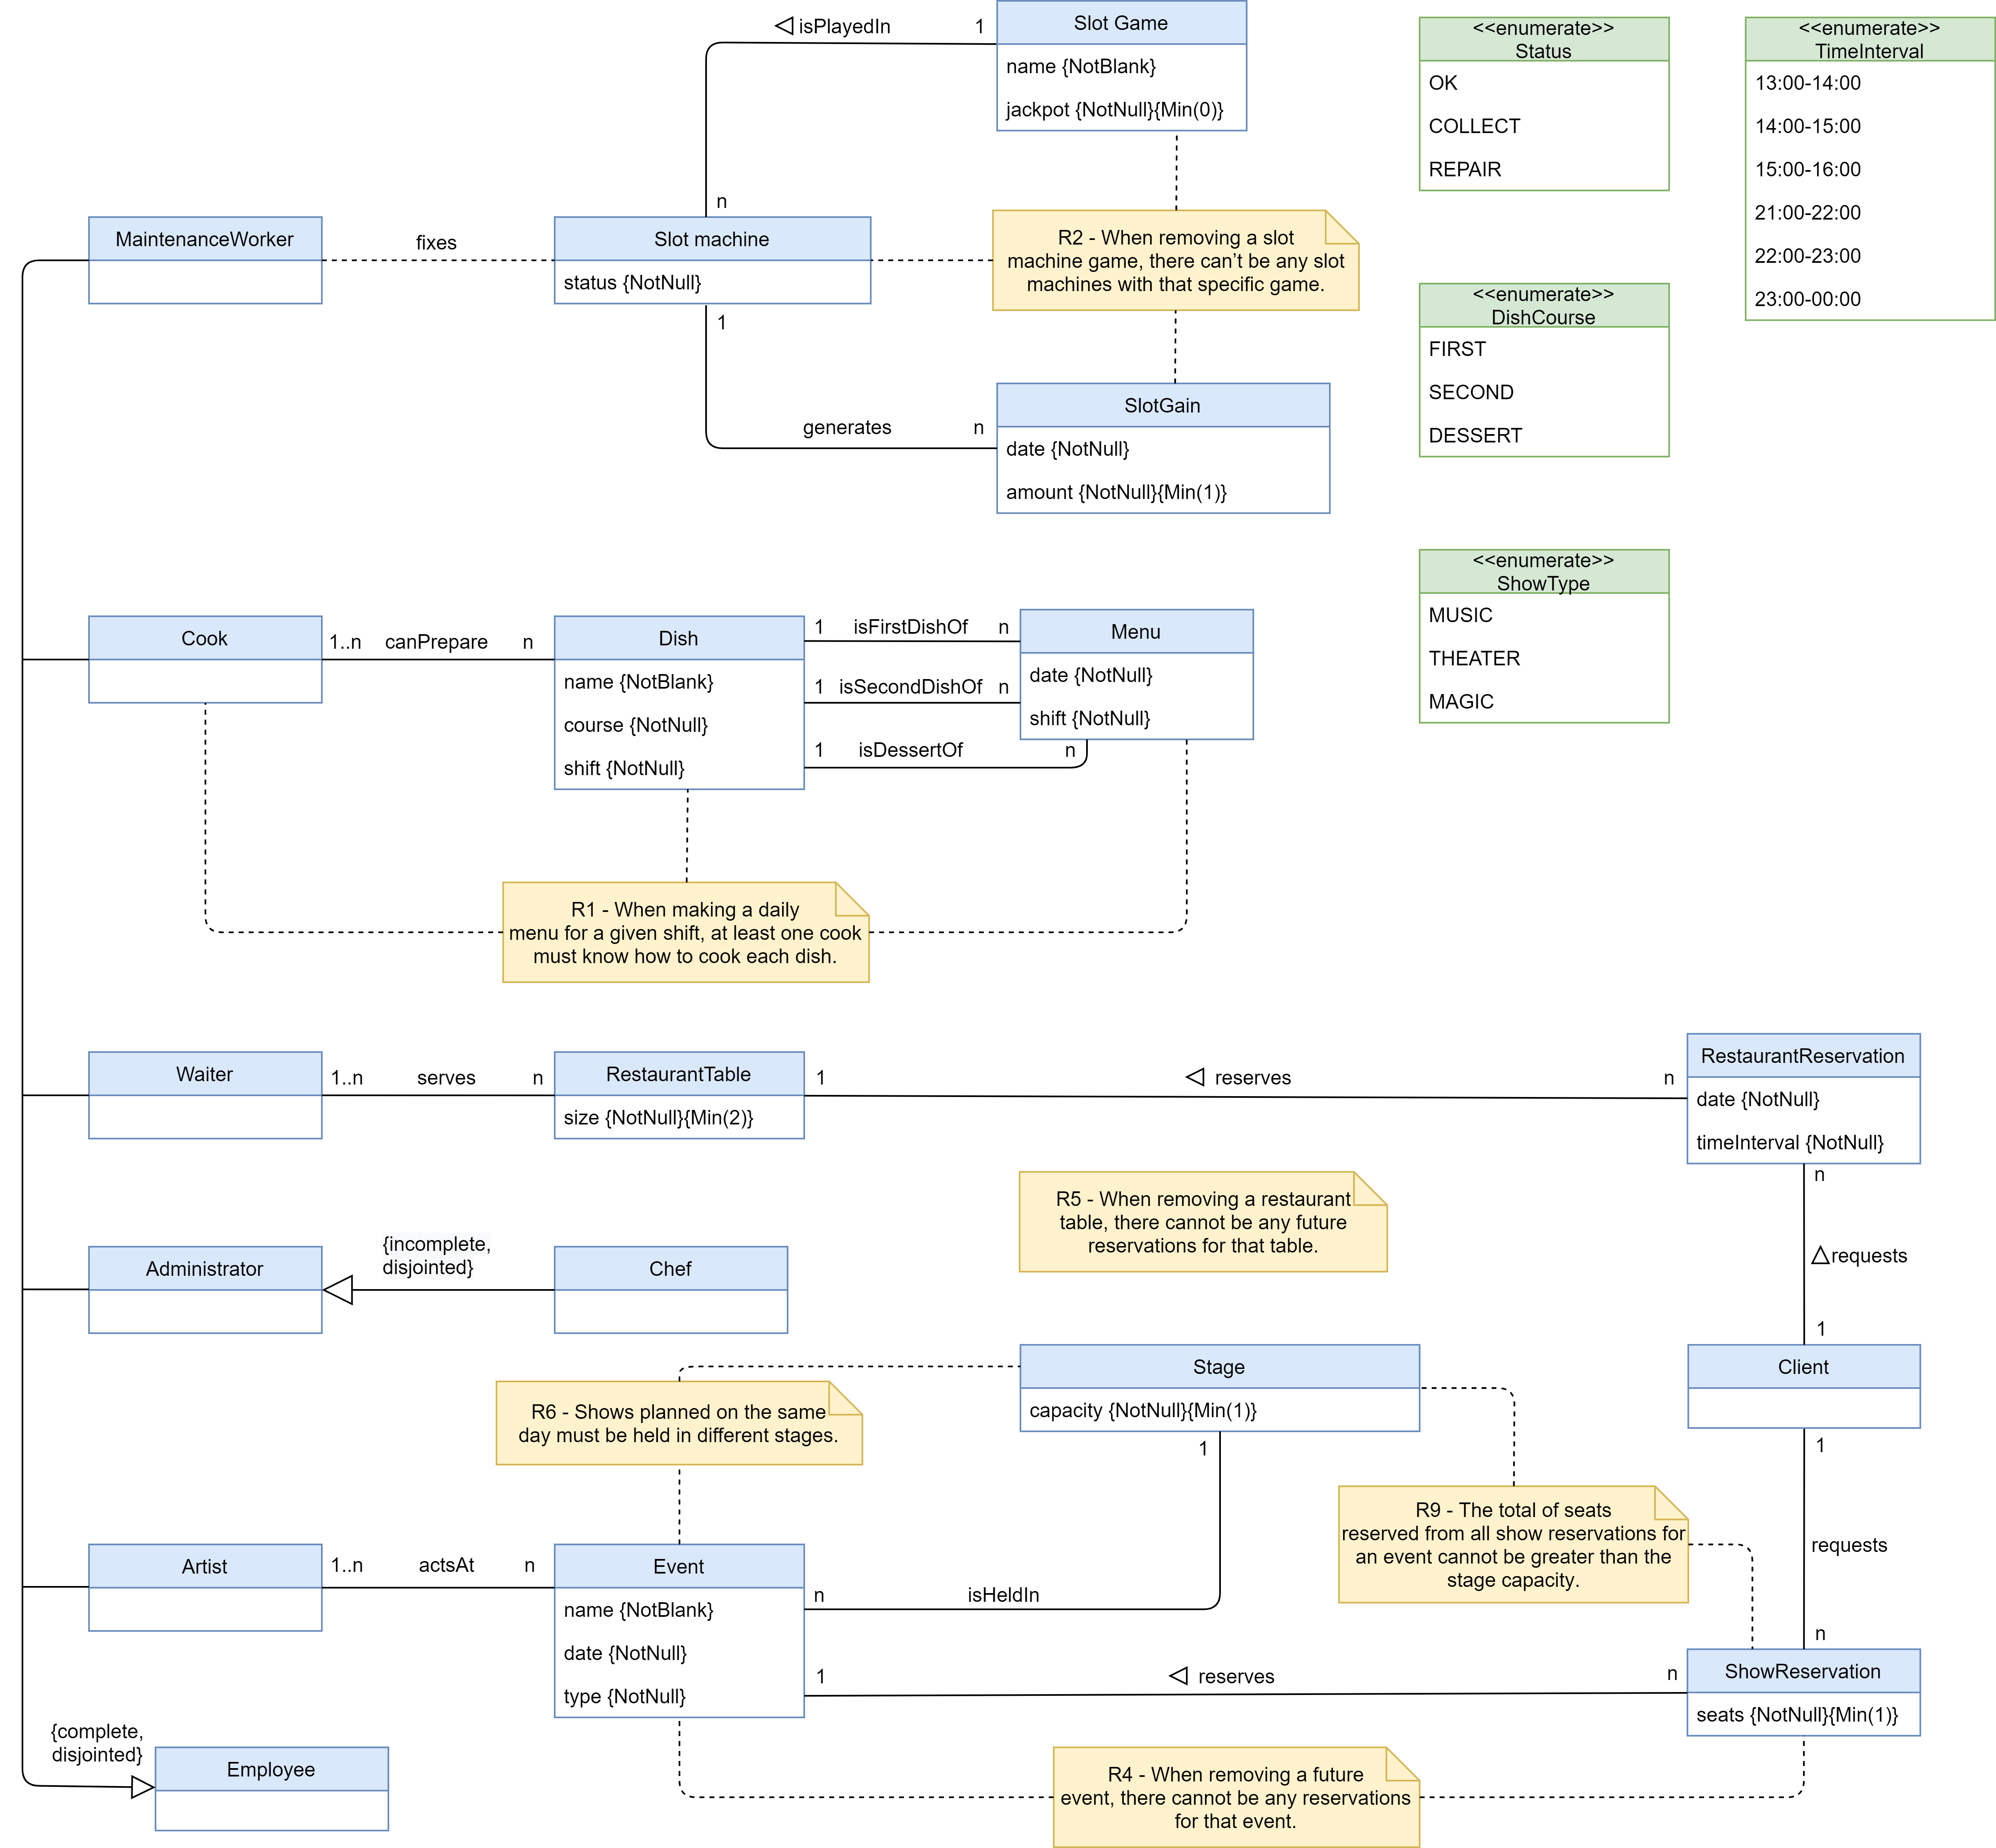 isPlayedIn
1
Slot Game
name {NotBlank}
jackpot {NotNull}{Min(0)}
<<enumerate>>
Status
OK
COLLECT
REPAIR
<<enumerate>>
TimeInterval
13:00-14:00
14:00-15:00
15:00-16:00
21:00-22:00
22:00-23:00
23:00-00:00
n
MaintenanceWorker
fixes
Slot machine
status {NotNull}
R2 - When removing a slot
machine game, there can't be any slot
machines with that specific game.
1
<<enumerate>>
DishCourse
FIRST
SECOND
DESSERT
generates
n
SlotGain
date {NotNull}
amount {NotNull}{Min(1)}
<<enumerate>>
ShowType
MUSIC
THEATER
MAGIC
Cook
1..n
canPrepare
n
Dish
name {NotBlank}
course {NotNull}
shift {NotNull}
1
isFirstDishOf
n
1
isSecondDishOf
n
1
isDessertOf
n
Menu
date {NotNull}
shift {NotNull}
R1 - When making a daily
menu for a given shift, at least one cook
must know how to cook each dish.
Waiter
1..n
serves
n
RestaurantTable
size {NotNull}{Min(2)}
1
reserves
n
RestaurantReservation
date {NotNull}
timeInterval {NotNull}
n
R5 - When removing a restaurant
table, there cannot be any future
reservations for that table.
requests
1
Administrator
{incomplete,
disjointed}
Chef
Stage
capacity {NotNull}{Min(1)}
1
Client
1
R6 - Shows planned on the same
day must be held in different stages.
R9 - The total of seats
reserved from all show reservations for
an event cannot be greater than the
stage capacity.
requests
n
Artist
1..n
actsAt
n
Event
name {NotBlank}
date {NotNull}
type {NotNull}
n
isHeldIn
1
reserves
n
ShowReservation
seats {NotNull}{Min(1)}
{complete,
disjointed}
Employee
R4 - When removing a future
event, there cannot be any reservations
for that event.